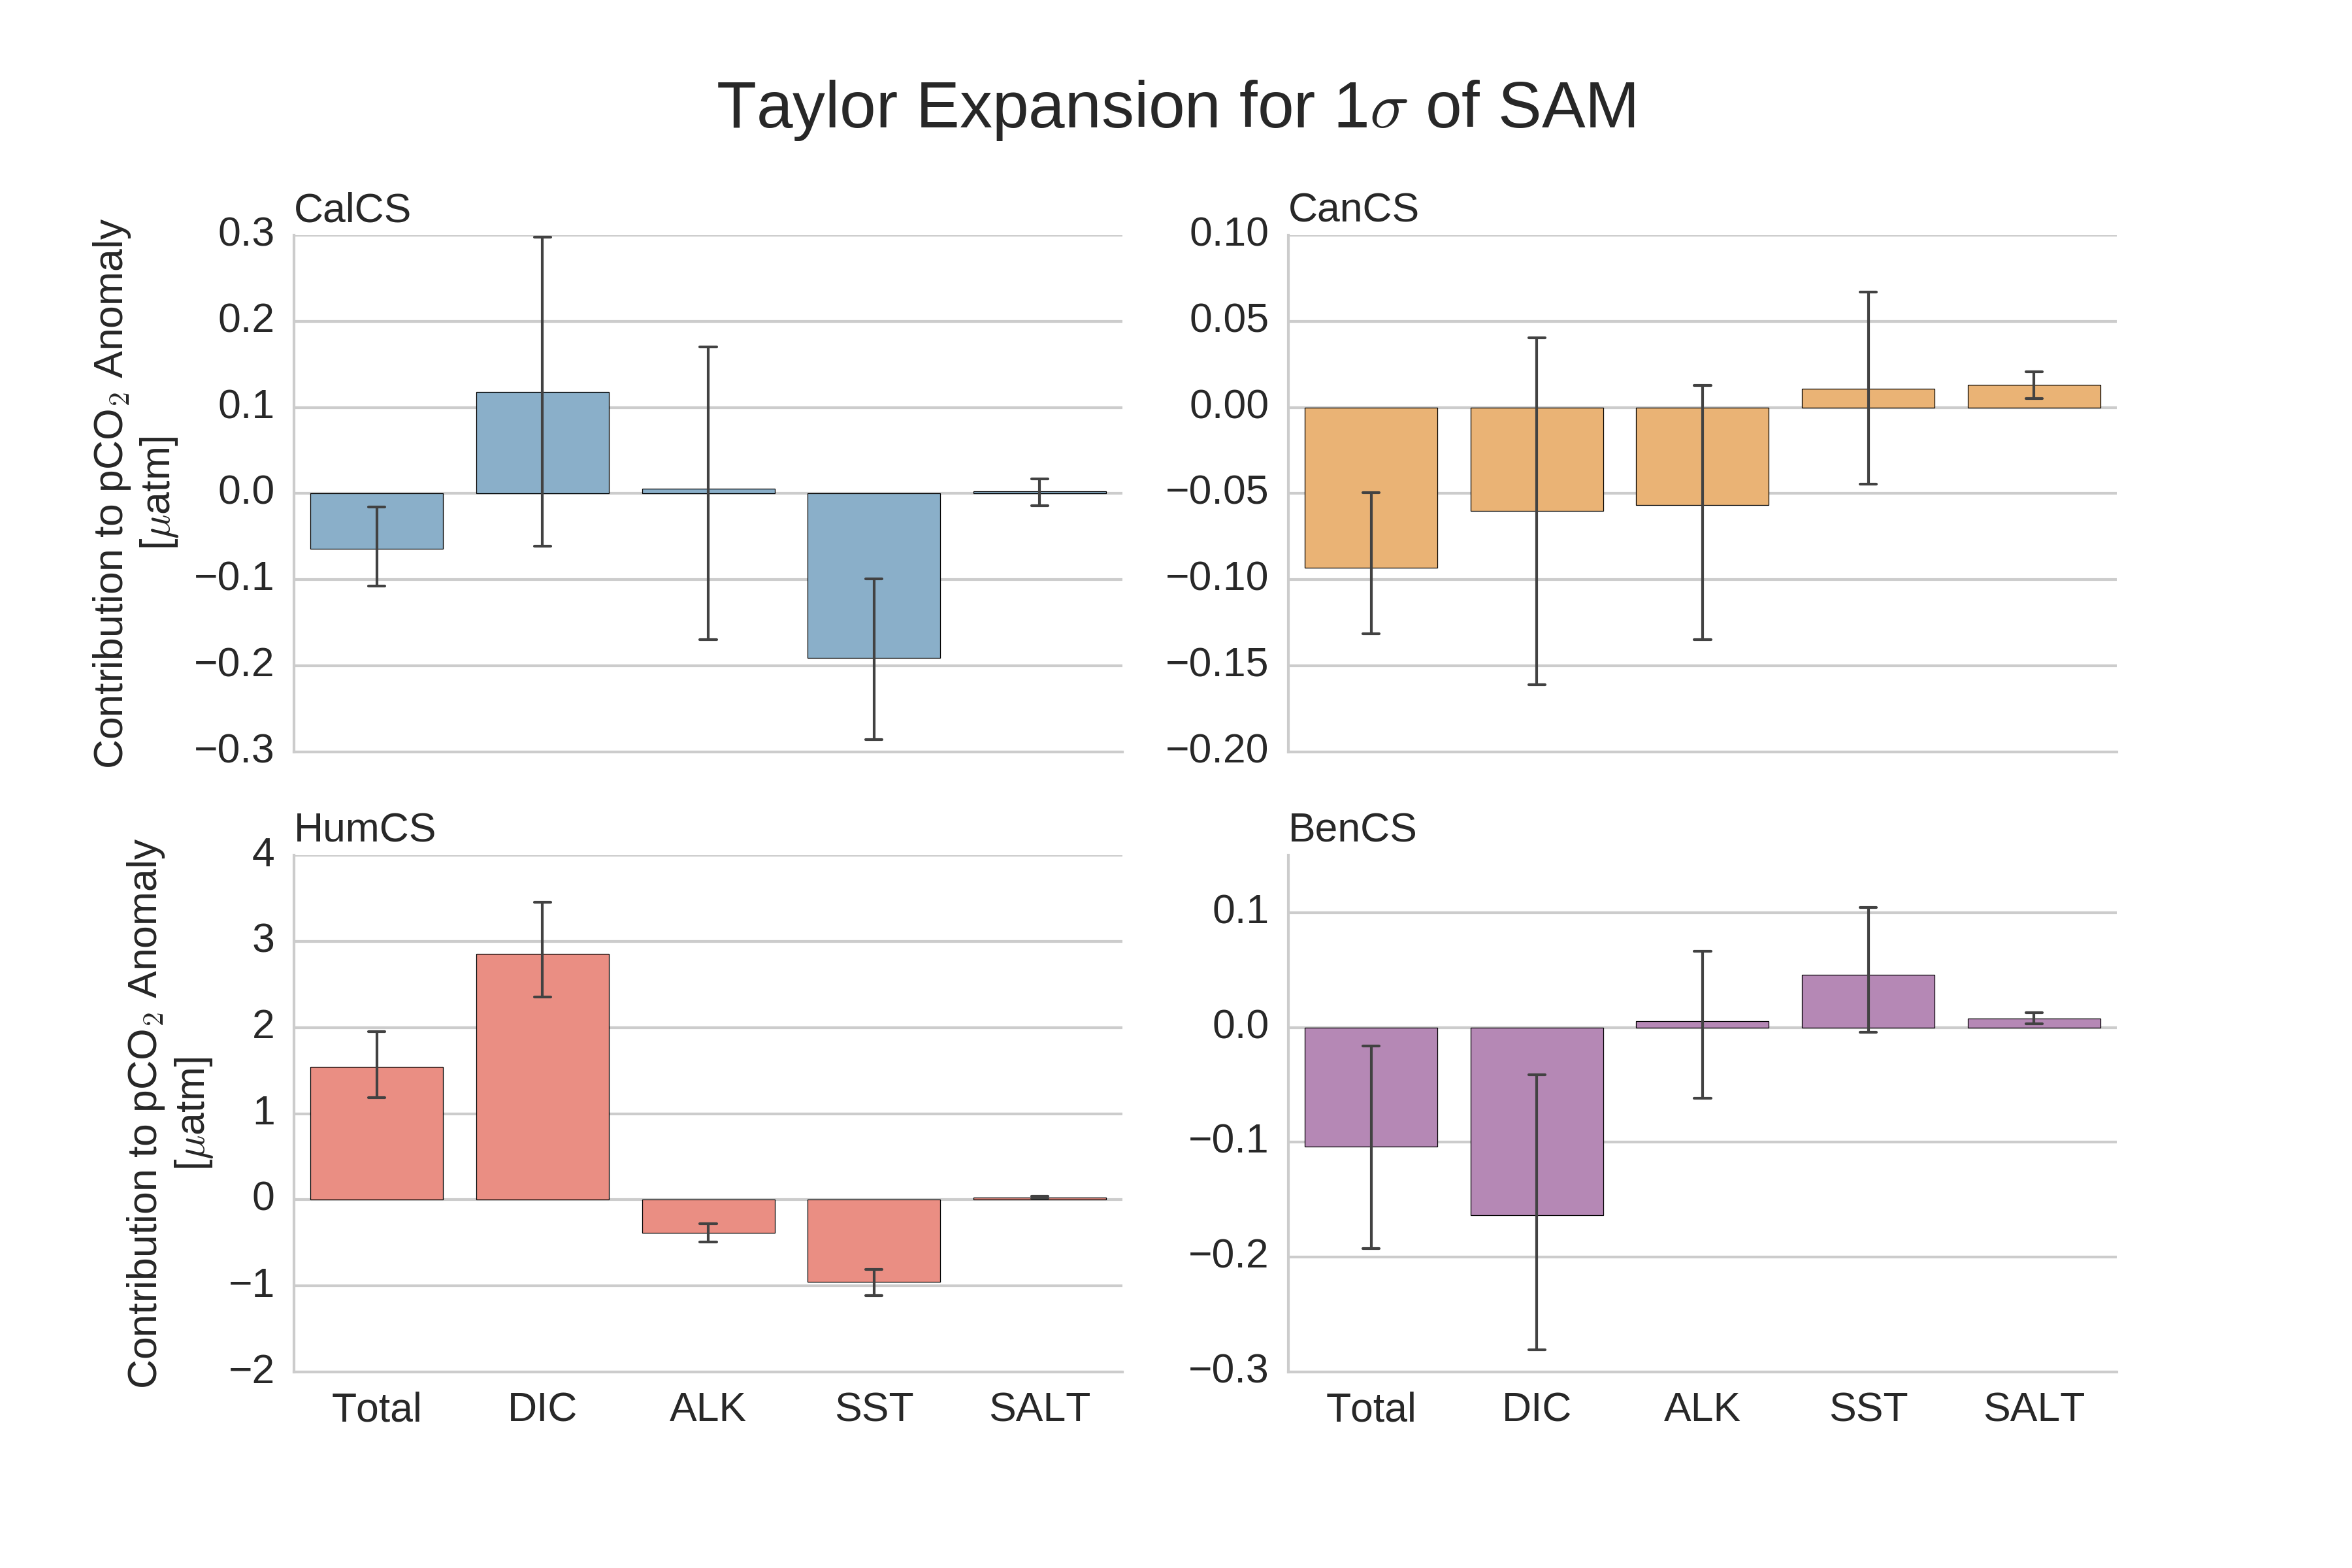 Taylor Expansion for 1σ of SAM
CalCS
Contribution to pCO₂ Anomaly
[μatm]
0.3
0.2
0.1
0.0
−0.1
−0.2
−0.3
CanCS
0.10
0.05
0.00
−0.05
−0.10
−0.15
−0.20
HumCS
Contribution to pCO₂ Anomaly
[μatm]
4
3
2
1
0
−1
−2
Total DIC ALK SST SALT
BenCS
0.1
0.0
−0.1
−0.2
−0.3
Total DIC ALK SST SALT